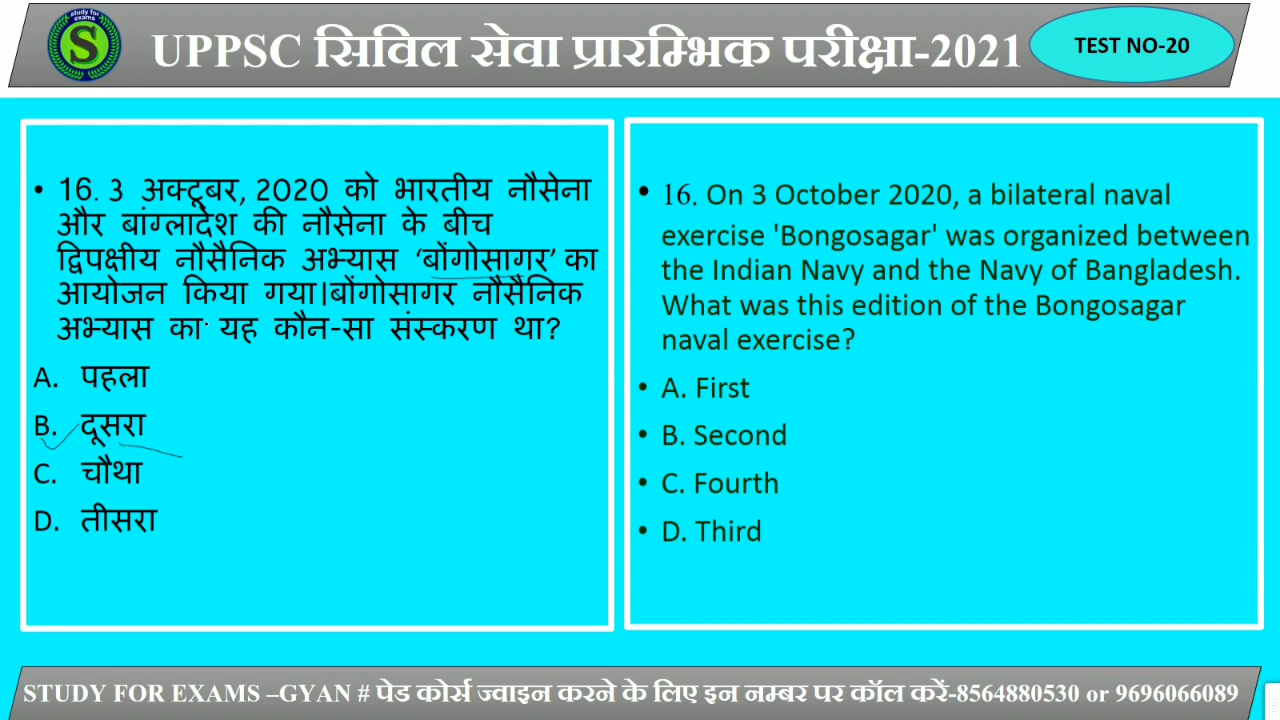 study for
exams
S
UPPSC सिविल सेवा प्रारम्भिक परीक्षा-2021
TEST NO-20
• 16. 3 अक्टूबर, 2020 को भारतीय नौसेना
और बांग्लादेश की नौसेना के बीच
द्विपक्षीय नौसैनिक अभ्यास ‘बोंगोसागर’ का
आयोजन किया गया।बोंगोसागर नौसैनिक
अभ्यास का यह कौन-सा संस्करण था?
A. पहला
B. दूसरा
C. चौथा
D. तीसरा
• 16. On 3 October 2020, a bilateral naval
exercise 'Bongosagar' was organized between
the Indian Navy and the Navy of Bangladesh.
What was this edition of the Bongosagar
naval exercise?
• A. First
• B. Second
• C. Fourth
• D. Third
STUDY FOR EXAMS –GYAN # पेड कोर्स ज्वाइन करने के लिए इन नम्बर पर कॉल करें-8564880530 or 9696066089